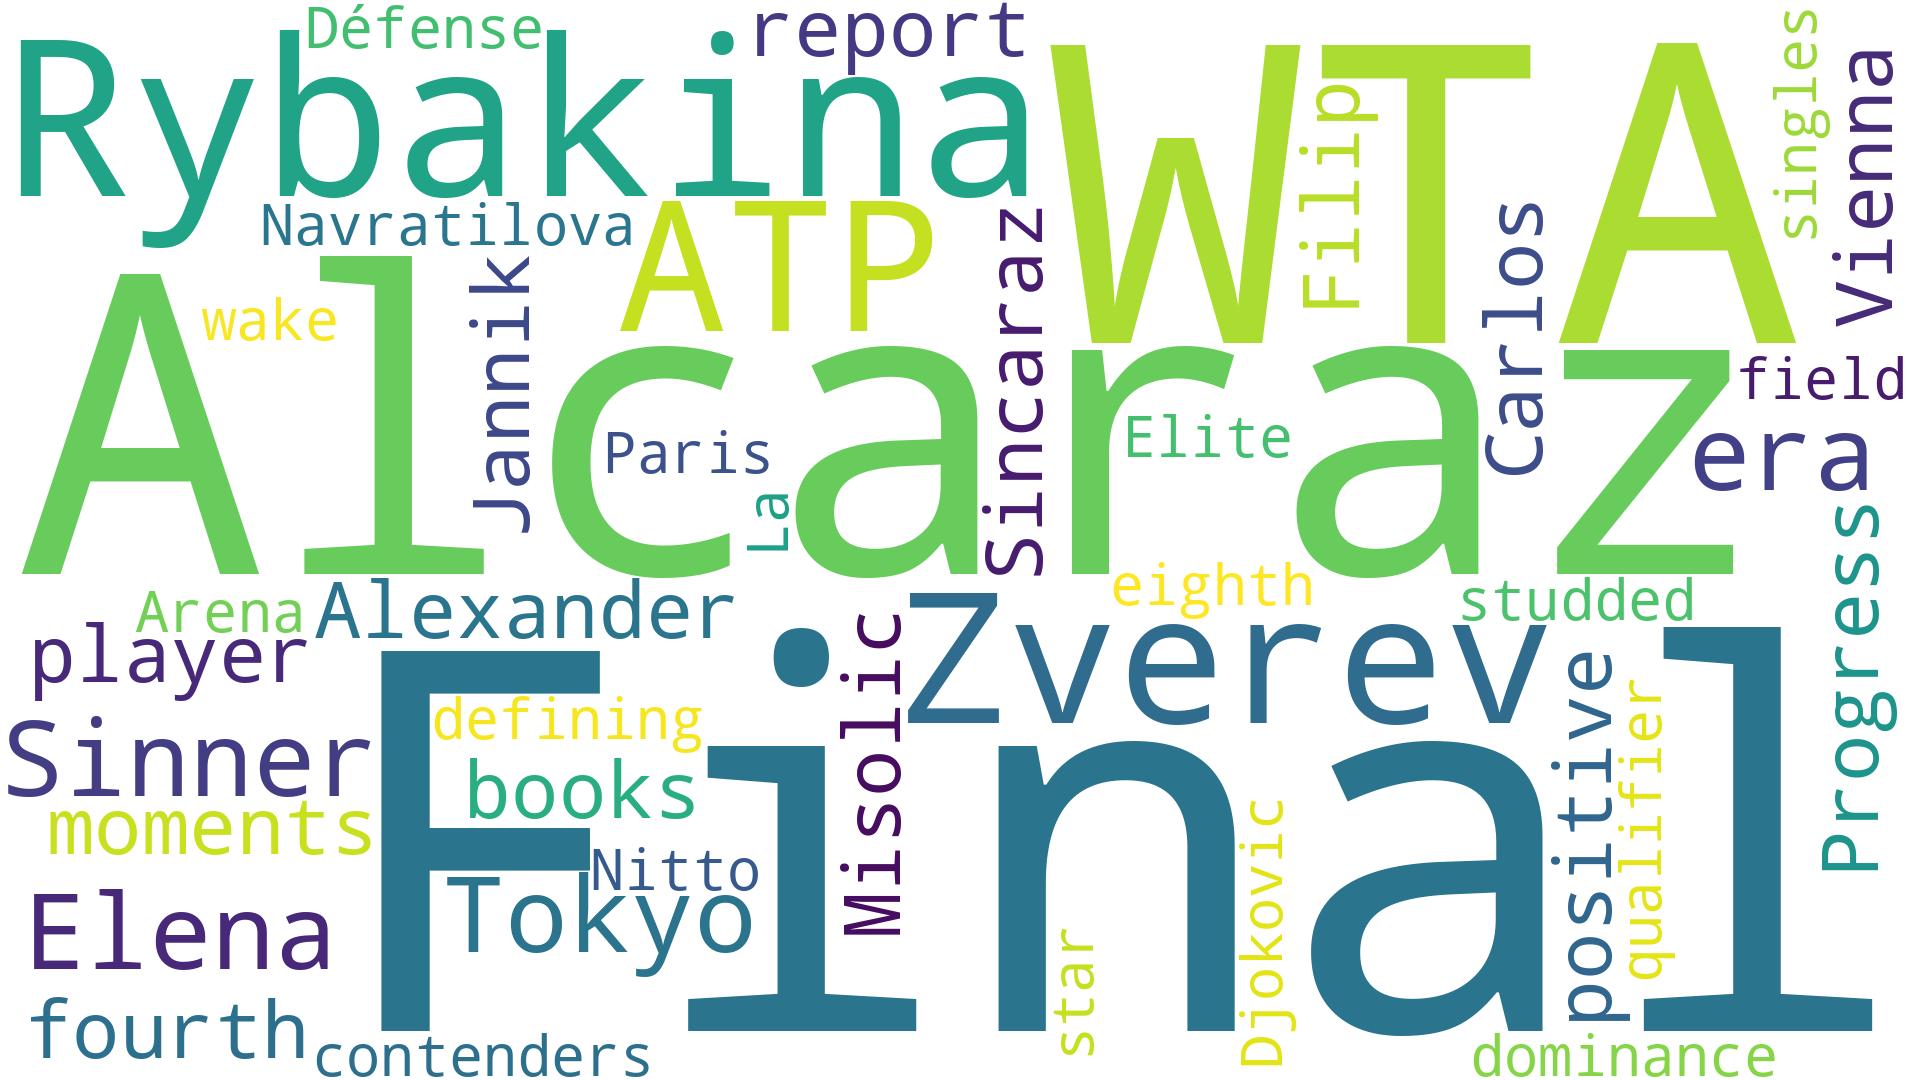 Défense
report
Rybakina
WTA
Filip
singles
Vienna
Navratilova
ATP
Sincaraz
Carlos
Jannik
wake
Alcaraz
field
Paris
Elite
era
La
Progress
Arena
Alexander
eighth
studded
player
Zverev
Misolic
positive
qualifier
Final
defining
Sinner
books
moments
Nitto
Tokyo
Elena
star
Djokovic
fourth
contenders
dominance